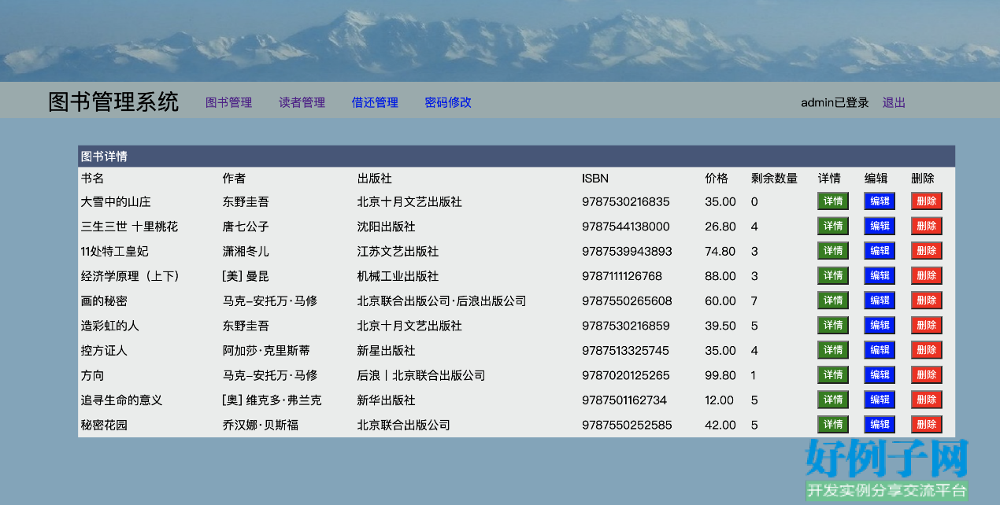 图书管理系统 图书管理 读者管理 借还管理 密码修改 admin已登录 退出
图书详情
书名 作者 出版社 ISBN 价格 剩余数量 详情 编辑 删除
大雪中的山庄 东野圭吾 北京十月文艺出版社 9787530216835 35.00 0 详情 编辑 删除
三生三世 十里桃花 唐七公子 沈阳出版社 9787544138000 26.80 4 详情 编辑 删除
11处特工皇妃 潇湘冬儿 江苏文艺出版社 9787539943893 74.80 3 详情 编辑 删除
经济学原理（上下） [美] 曼昆 机械工业出版社 9787111126768 88.00 3 详情 编辑 删除
画的秘密 马克-安托万·马修 北京联合出版公司·后浪出版公司 9787550265608 60.00 7 详情 编辑 删除
造彩虹的人 东野圭吾 北京十月文艺出版社 9787530216859 39.50 5 详情 编辑 删除
控方证人 阿加莎·克里斯蒂 新星出版社 9787513325745 35.00 4 详情 编辑 删除
方向 马克-安托万·马修 后浪丨北京联合出版公司 9787020125265 99.80 1 详情 编辑 删除
追寻生命的意义 [奥] 维克多·弗兰克 新华出版社 9787501162734 12.00 5 详情 编辑 删除
秘密花园 乔汉娜·贝斯福 北京联合出版公司 9787550252585 42.00 5 详情 编辑 删除
好例子网
开发实例分享交流平台